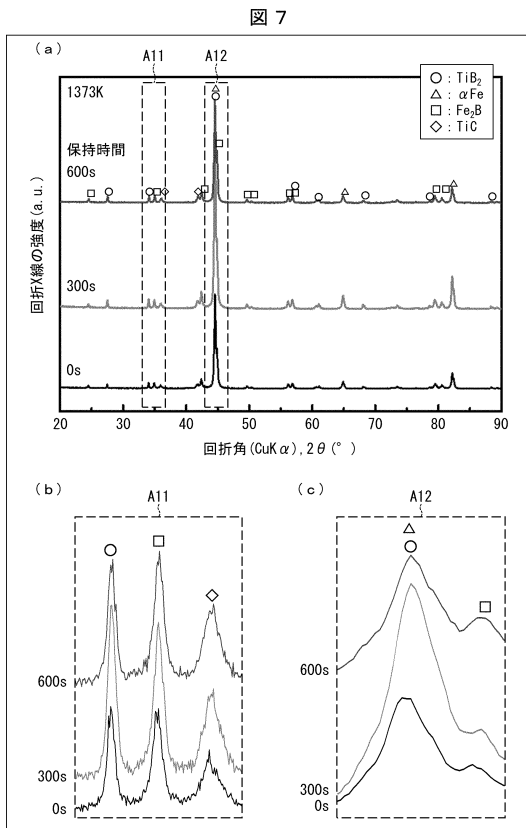 図 7
(a)
A11
A12
○ : TiB₂
△ : αFe
□ : Fe₂B
◇ : TiC
1373K
保持時間
600s
300s
0s
回折X線の強度(a.u.)
20 30 40 50 60 70 80 90
回折角(CuKα), 2θ(°)
(b)
A11
600s
300s
0s
(c)
A12
600s
300s
0s